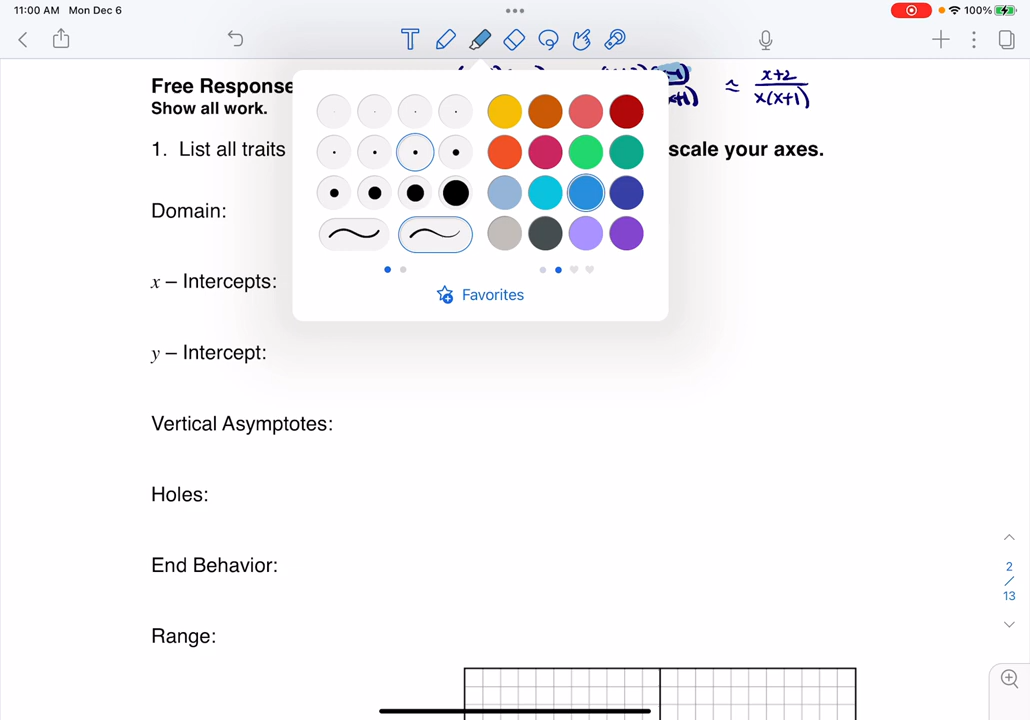 11:00 AM Mon Dec 6
100%
Free Response
Show all work.
x+2
x(x+1)
x+1)
1. List all traits
scale your axes.
Domain:
x – Intercepts:
Favorites
y – Intercept:
Vertical Asymptotes:
Holes:
End Behavior:
2
/
13
Range: